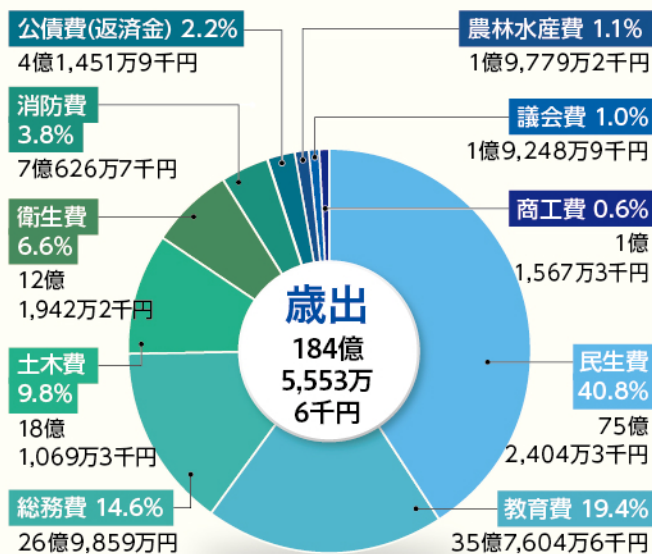 公債費(返済金) 2.2%
4億1,451万9千円
消防費
3.8%
7億626万7千円
衛生費
6.6%
12億
1,942万2千円
土木費
9.8%
18億
1,069万3千円
総務費 14.6%
26億9,859万円
歳出
184億
5,553万
6千円
農林水産費 1.1%
1億9,779万2千円
議会費 1.0%
1億9,248万9千円
商工費 0.6%
1億
1,567万3千円
民生費
40.8%
75億
2,404万3千円
教育費 19.4%
35億7,604万6千円